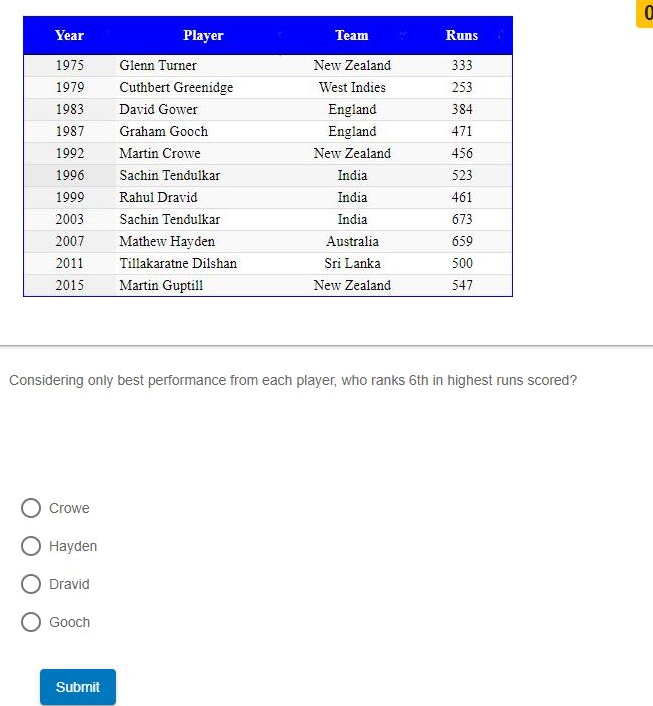 0
Year Player Team Runs
1975 Glenn Turner New Zealand 333
1979 Cuthbert Greenidge West Indies 253
1983 David Gower England 384
1987 Graham Gooch England 471
1992 Martin Crowe New Zealand 456
1996 Sachin Tendulkar India 523
1999 Rahul Dravid India 461
2003 Sachin Tendulkar India 673
2007 Mathew Hayden Australia 659
2011 Tillakaratne Dilshan Sri Lanka 500
2015 Martin Guptill New Zealand 547
Considering only best performance from each player, who ranks 6th in highest runs scored?
Crowe
Hayden
Dravid
Gooch
Submit